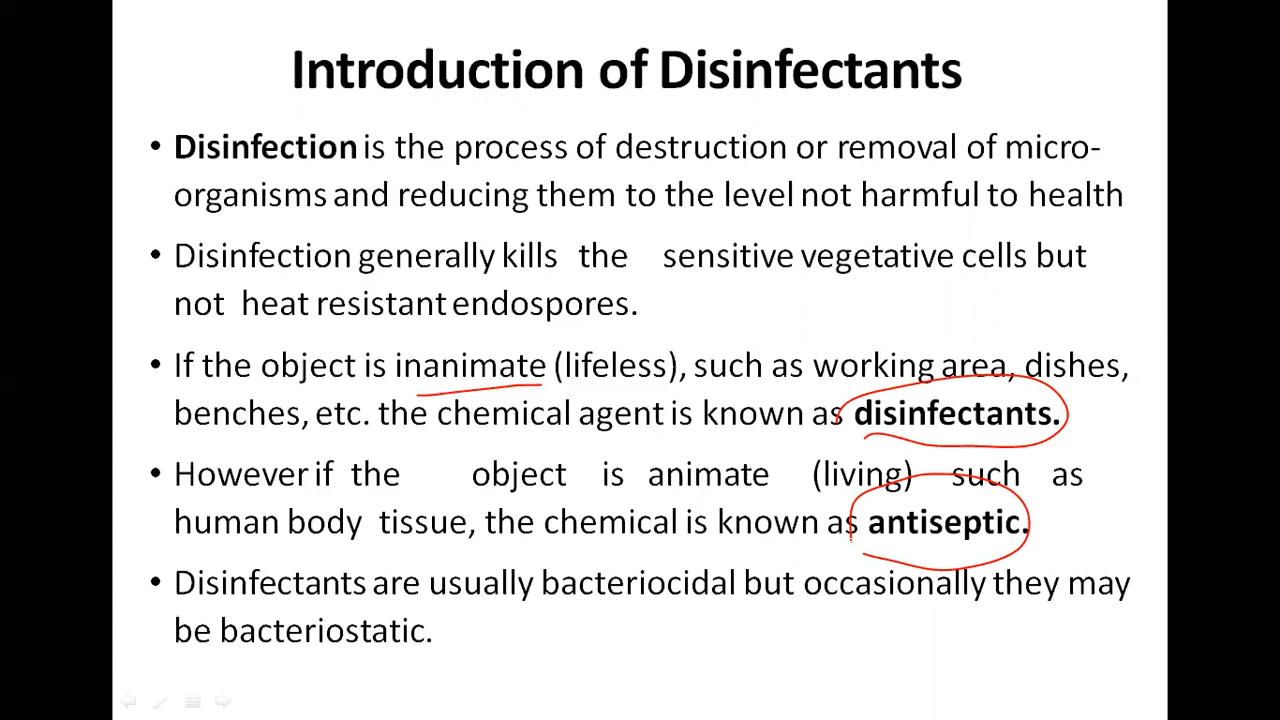 Introduction of Disinfectants
• Disinfection is the process of destruction or removal of micro-
organisms and reducing them to the level not harmful to health
• Disinfection generally kills the sensitive vegetative cells but
not heat resistant endospores.
• If the object is inanimate (lifeless), such as working area, dishes,
benches, etc. the chemical agent is known as disinfectants.
• However if the object is animate (living) such as
human body tissue, the chemical is known as antiseptic.
• Disinfectants are usually bacteriocidal but occasionally they may
be bacteriostatic.